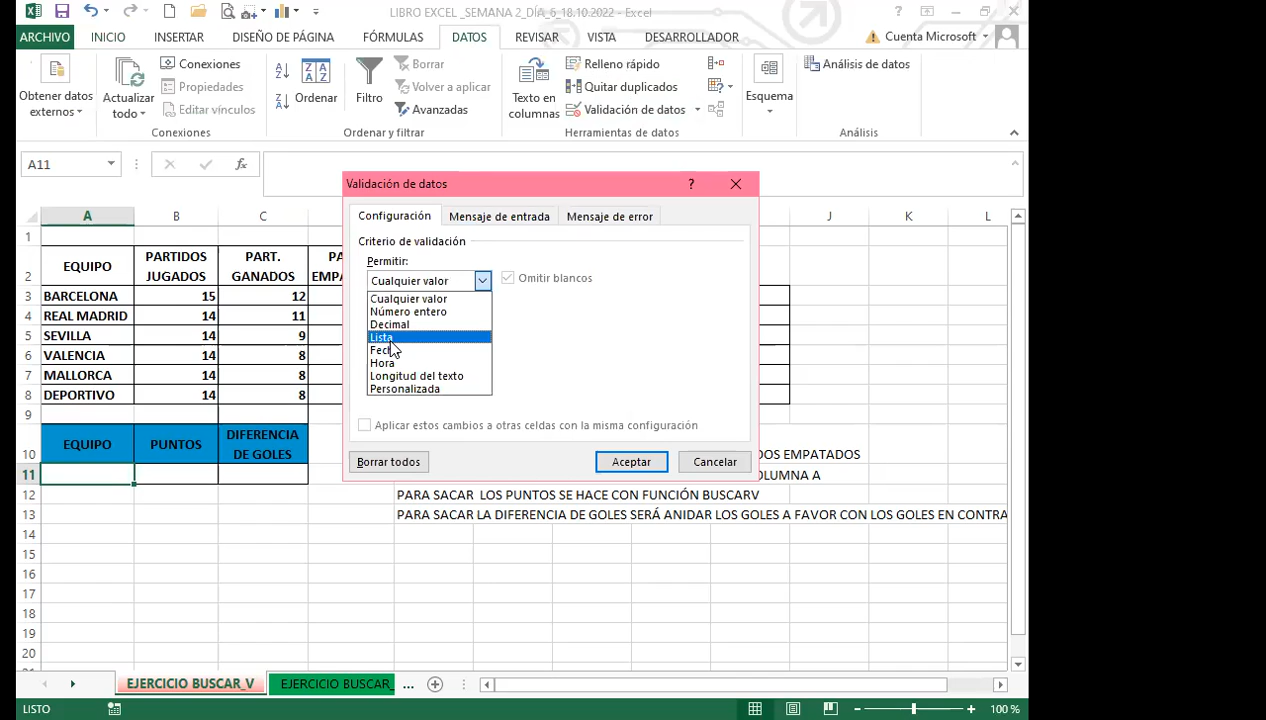 LIBRO EXCEL _SEMANA 2_DÍA_6_18.10.2022 - Excel
ARCHIVO INICIO INSERTAR DISEÑO DE PÁGINA FÓRMULAS DATOS REVISAR VISTA DESARROLLADOR Cuenta Microsoft
Obtener datos externos
Actualizar todo
Conexiones
Propiedades
Editar vínculos
Conexiones
Ordenar
Filtro
Borrar
Volver a aplicar
Avanzadas
Ordenar y filtrar
Texto en columnas
Relleno rápido
Quitar duplicados
Validación de datos
Herramientas de datos
Esquema
Análisis de datos
Análisis
A11
fx
Validación de datos ?
Configuración Mensaje de entrada Mensaje de error
Criterio de validación
Permitir:
Cualquier valor
Omitir blancos
Cualquier valor
Número entero
Decimal
Lista
Fech
Hora
Longitud del texto
Personalizada
Aplicar estos cambios a otras celdas con la misma configuración
Borrar todos Aceptar Cancelar
A B C J K L
1
2 EQUIPO PARTIDOS JUGADOS PART. GANADOS
3 BARCELONA 15 12
4 REAL MADRID 14 11
5 SEVILLA 14 9
6 VALENCIA 14 8
7 MALLORCA 14 8
8 DEPORTIVO 14 8
9
10 EQUIPO PUNTOS DIFERENCIA DE GOLES OS EMPATADOS
11 OLUMNA A
12 PARA SACAR LOS PUNTOS SE HACE CON FUNCIÓN BUSCARV
13 PARA SACAR LA DIFERENCIA DE GOLES SERÁ ANIDAR LOS GOLES A FAVOR CON LOS GOLES EN CONTRA
14
15
16
17
18
19
20
EJERCICIO BUSCAR_V EJERCICIO BUSCAR_ ...
LISTO 100 %